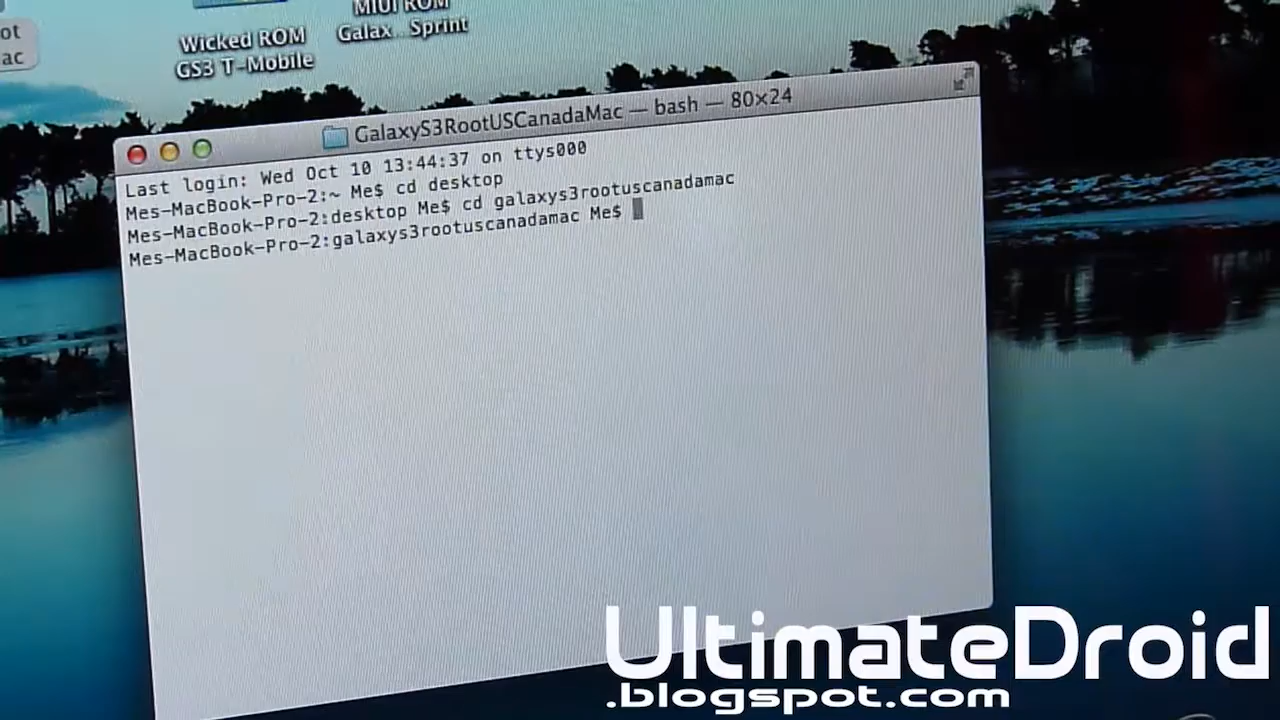 ot
ac
Wicked ROM
GS3 T-Mobile
MIUI ROM
Galax...Sprint
GalaxyS3RootUSCanadaMac — bash — 80×24
Last login: Wed Oct 10 13:44:37 on ttys000
Mes-MacBook-Pro-2:~ Me$ cd desktop
Mes-MacBook-Pro-2:desktop Me$ cd galaxys3rootuscanadamac
Mes-MacBook-Pro-2:galaxys3rootuscanadamac Me$
UltimateDroid
.blogspot.com